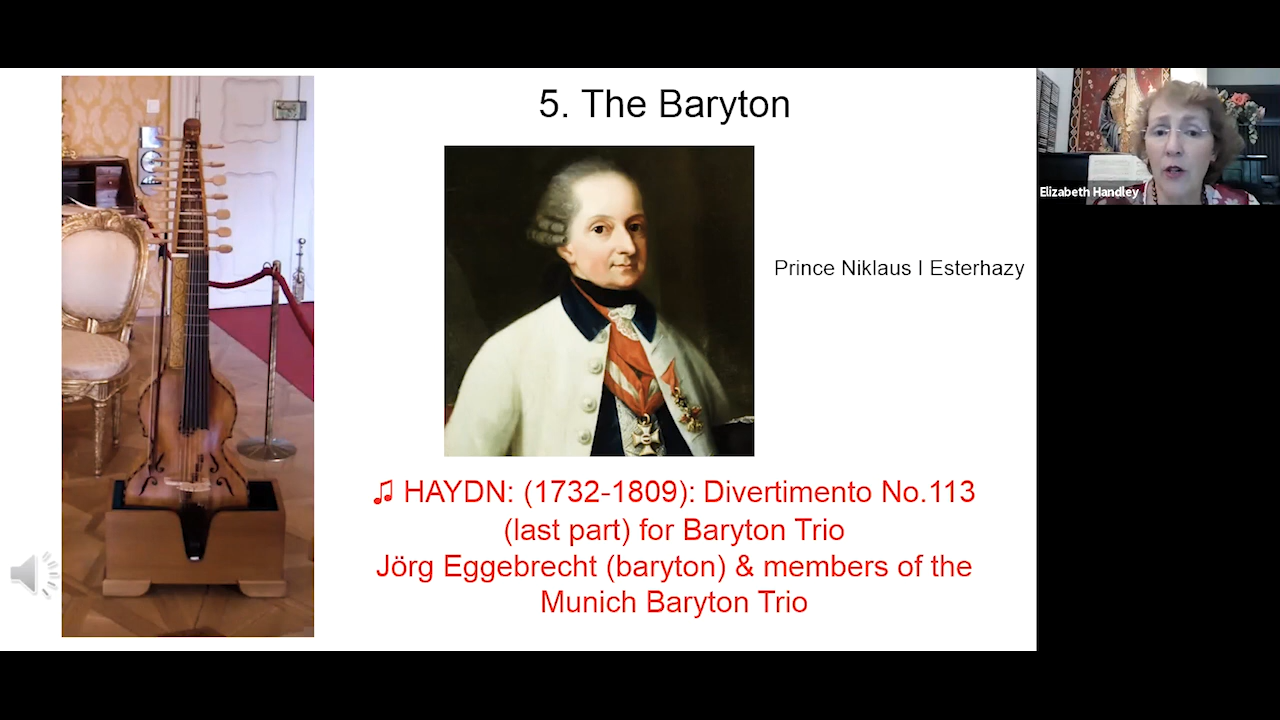 5. The Baryton
Elizabeth Handley
Prince Niklaus I Esterhazy
♫ HAYDN: (1732-1809): Divertimento No.113
(last part) for Baryton Trio
Jörg Eggebrecht (baryton) & members of the
Munich Baryton Trio